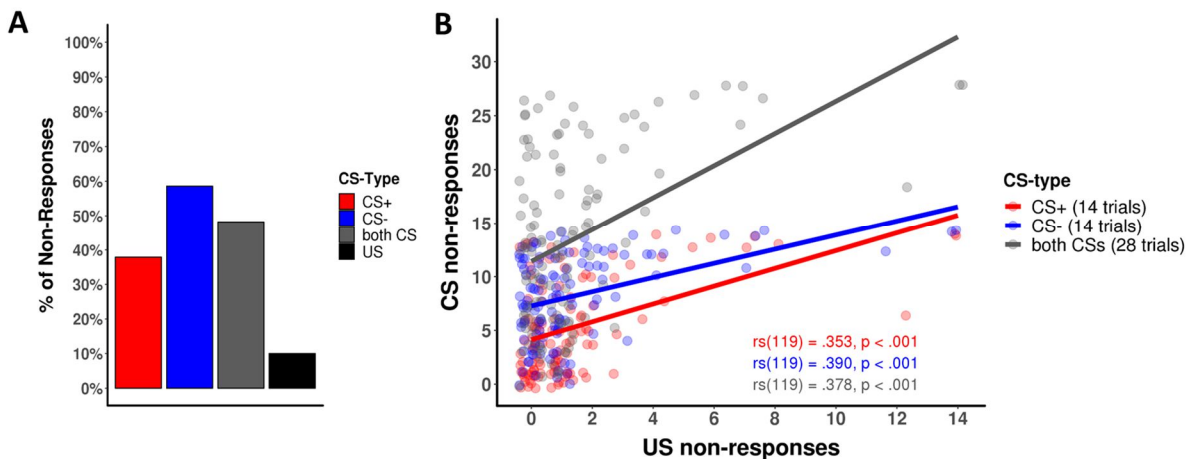 A
% of Non-Responses
100%
90%
80%
70%
60%
50%
40%
30%
20%
10%
0%
CS-Type
CS+
CS-
both CS
US
B
CS non-responses
30
25
20
15
10
5
0
rs(119) = .353, p < .001
rs(119) = .390, p < .001
rs(119) = .378, p < .001
0 2 4 6 8 10 12 14
US non-responses
CS-type
CS+ (14 trials)
CS- (14 trials)
both CSs (28 trials)